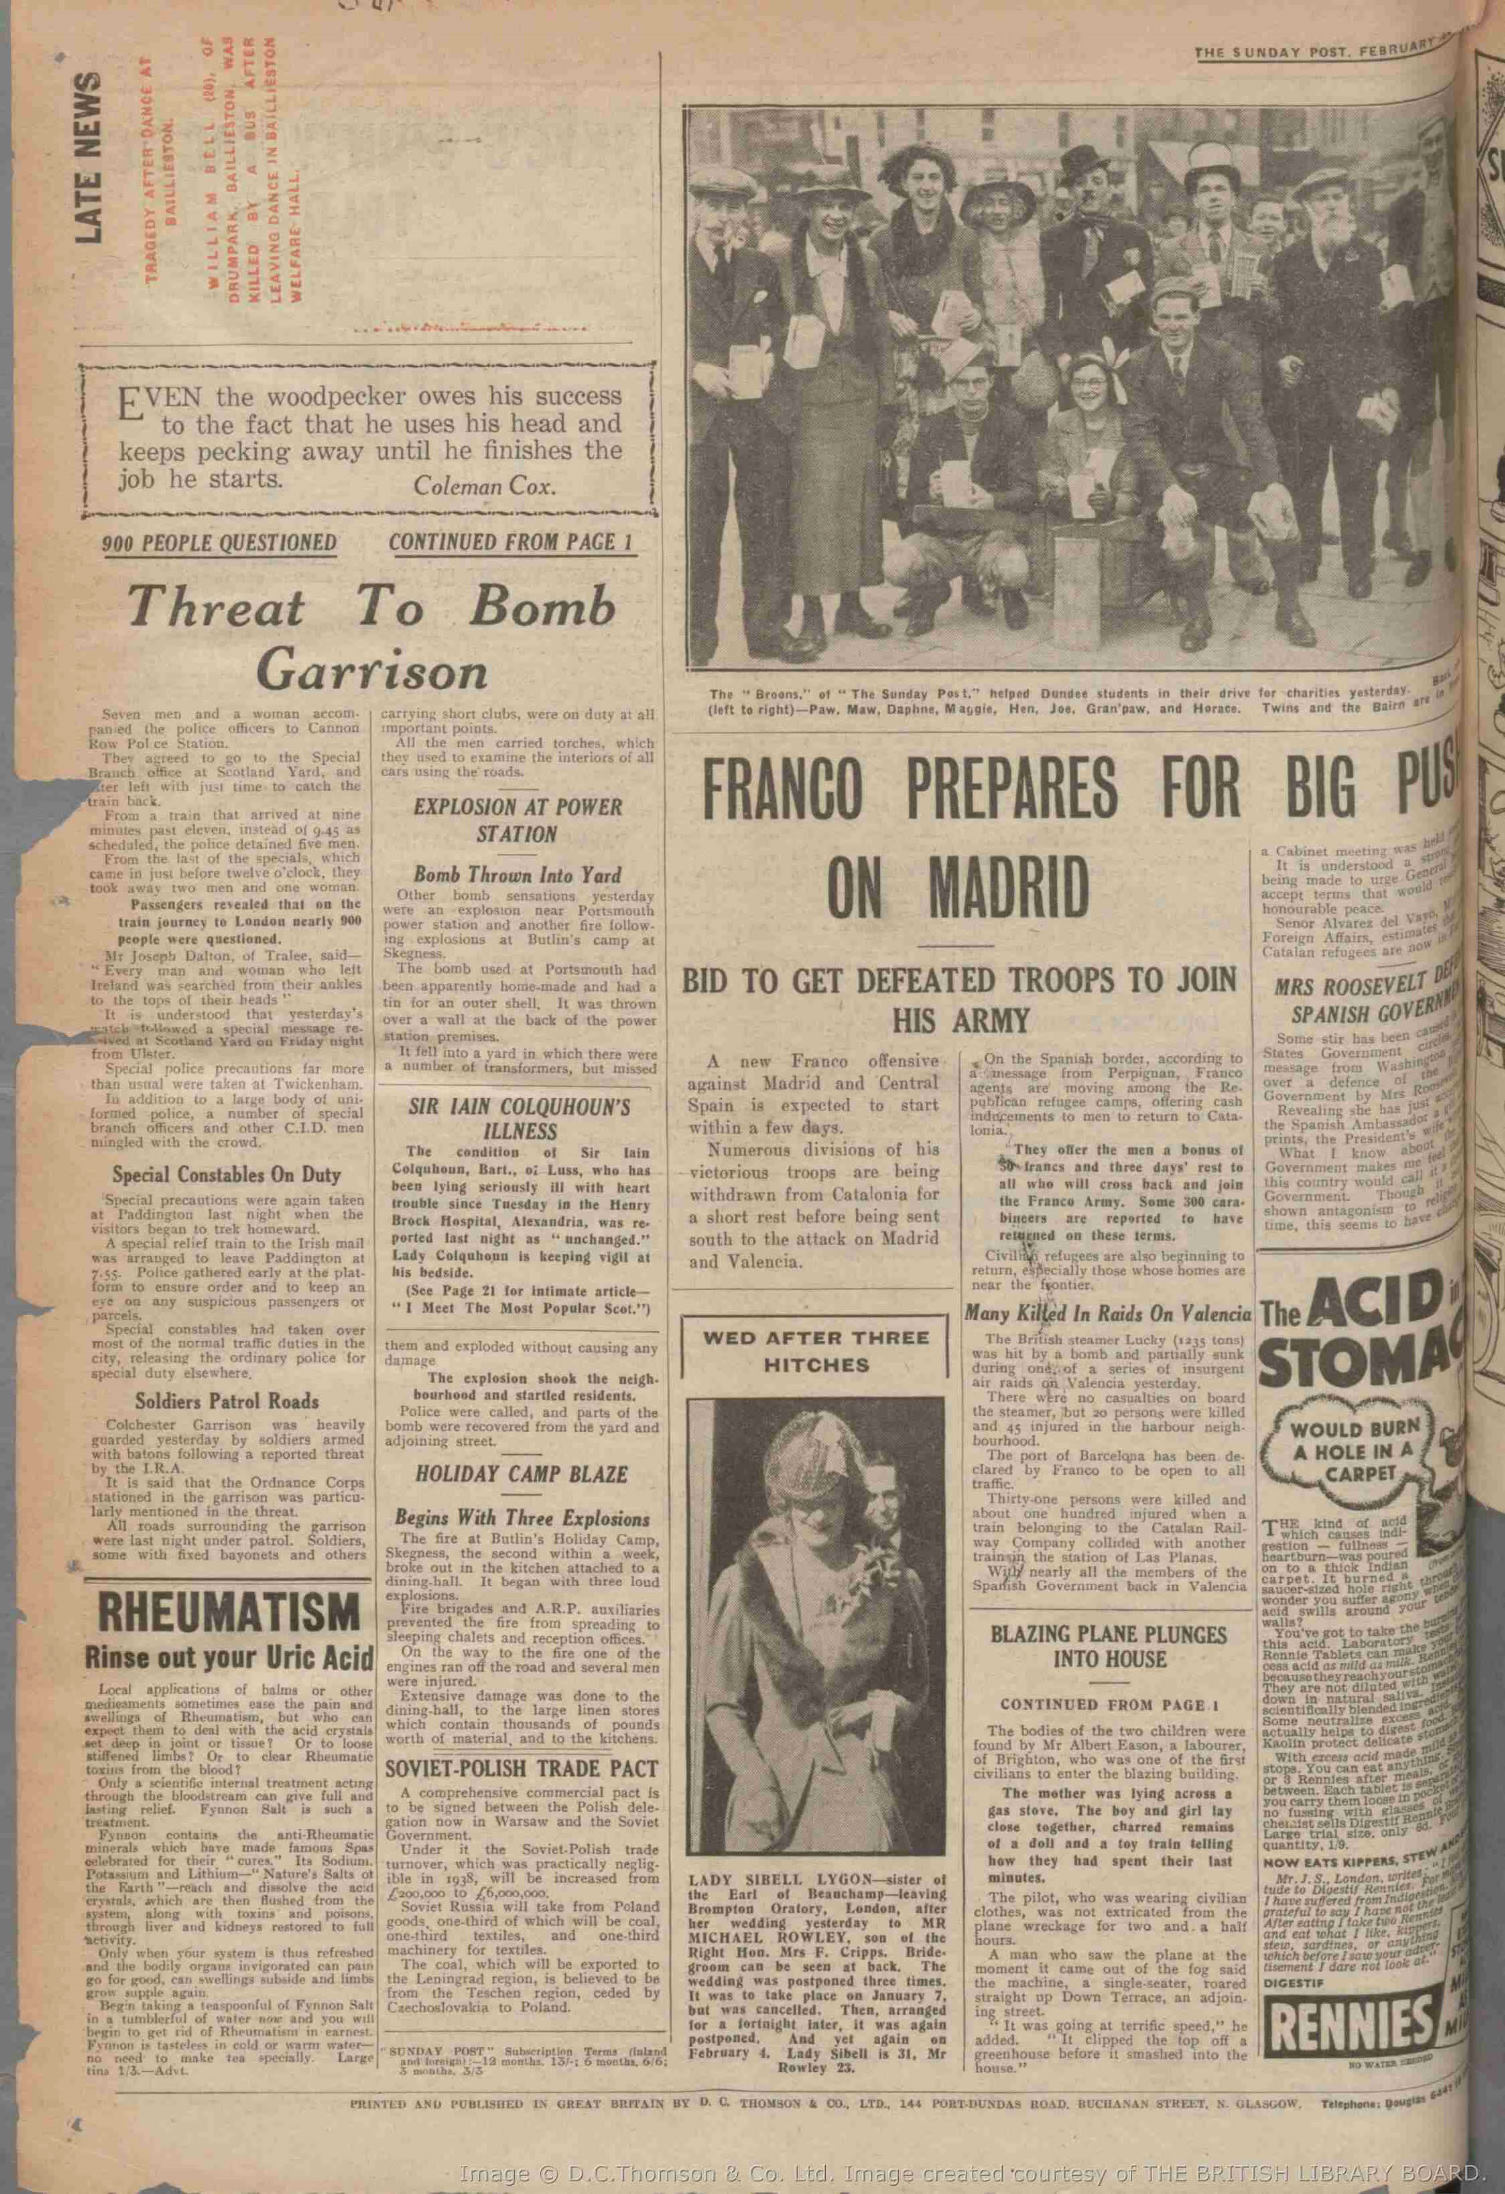 THE SUNDAY POST, FEBRUARY
LATE NEWS
TRAGEDY AFTER DANCE AT
BAILLIESTON.
WILLIAM BELL (20), OF
DRUMPARK, BAILLIESTON, WAS
KILLED BY A BUS AFTER
LEAVING DANCE IN BAILLIESTON
WELFARE HALL.
EVEN the woodpecker owes his success
to the fact that he uses his head and
keeps pecking away until he finishes the
job he starts.
Coleman Cox.
900 PEOPLE QUESTIONED
CONTINUED FROM PAGE 1
Threat To Bomb
Garrison
Seven men and a woman accom-
panied the police officers to Cannon
Row Police Station.
They agreed to go to the Special
Branch office at Scotland Yard, and
left with just time to catch the
train back.
From a train that arrived at nine
minutes past eleven, instead of 9.45 as
scheduled, the police detained five men.
From the last of the specials, which
came in just before twelve o'clock, they
took away two men and one woman.
Passengers revealed that on the
train journey to London nearly 900
people were questioned.
Mr Joseph Dalton, of Tralee, said—
"Every man and woman who left
Ireland was searched from their ankles
to the tops of their heads"
It is understood that yesterday's
watch followed a special message re-
ceived at Scotland Yard on Friday night
from Ulster.
Special police precautions far more
than usual were taken at Twickenham.
In addition to a large body of uni-
formed police, a number of special
branch officers and other C.I.D. men
mingled with the crowd.
Special Constables On Duty
Special precautions were again taken
at Paddington last night when the
visitors began to trek homeward.
A special relief train to the Irish mail
was arranged to leave Paddington at
7.55. Police gathered early at the plat-
form to ensure order and to keep an
eye on any suspicious passengers or
parcels.
Special constables had taken over
most of the normal traffic duties in the
city, releasing the ordinary police for
special duty elsewhere.
Soldiers Patrol Roads
Colchester Garrison was heavily
guarded yesterday by soldiers armed
with batons following a reported threat
by the I.R.A.
It is said that the Ordnance Corps
stationed in the garrison was particu-
larly mentioned in the threat.
All roads surrounding the garrison
were last night under patrol. Soldiers,
some with fixed bayonets and others
RHEUMATISM
Rinse out your Uric Acid
Local applications of balms or other
medicaments sometimes ease the pain and
swellings of Rheumatism, but who can
expect them to deal with the acid crystals
set deep in joint or tissue? Or to loose
stiffened limbs? Or to clear Rheumatic
toxins from the blood?
Only a scientific internal treatment acting
through the bloodstream can give full and
lasting relief. Fynnon Salt is such a
treatment.
Fynnon contains the anti-Rheumatic
minerals which have made famous Spas
celebrated for their "cures." Its Sodium,
Potassium and Lithium—"Nature's Salts of
the Earth"—reach and dissolve the acid
crystals, which are then flushed from the
system, along with toxins and poisons,
through liver and kidneys restored to full
activity.
Only when your system is thus refreshed
and the bodily organs invigorated can pain
go for good, can swellings subside and limbs
grow supple again.
Begin taking a teaspoonful of Fynnon Salt
in a tumblerful of water now and you will
begin to get rid of Rheumatism in earnest.
Fynnon is tasteless in cold or warm water—
no need to make tea specially. Large
tins 1/3.—Advt.
carrying short clubs, were on duty at all
important points.
All the men carried torches, which
they used to examine the interiors of all
cars using the roads.
EXPLOSION AT POWER
STATION
Bomb Thrown Into Yard
Other bomb sensations yesterday
were an explosion near Portsmouth
power station and another fire follow-
ing explosions at Butlin's camp at
Skegness.
The bomb used at Portsmouth had
been apparently home-made and had a
tin for an outer shell. It was thrown
over a wall at the back of the power
station premises.
It fell into a yard in which there were
a number of transformers, but missed
SIR IAIN COLQUHOUN'S
ILLNESS
The condition of Sir Iain
Colquhoun, Bart., of Luss, who has
been lying seriously ill with heart
trouble since Tuesday in the Henry
Brock Hospital, Alexandria, was re-
ported last night as "unchanged."
Lady Colquhoun is keeping vigil at
his bedside.
(See Page 21 for intimate article—
"I Meet The Most Popular Scot.")
them and exploded without causing any
damage
The explosion shook the neigh-
bourhood and startled residents.
Police were called, and parts of the
bomb were recovered from the yard and
adjoining street.
HOLIDAY CAMP BLAZE
Begins With Three Explosions
The fire at Butlin's Holiday Camp,
Skegness, the second within a week,
broke out in the kitchen attached to a
dining-hall. It began with three loud
explosions.
Fire brigades and A.R.P. auxiliaries
prevented the fire from spreading to
sleeping chalets and reception offices.
On the way to the fire one of the
engines ran off the road and several men
were injured.
Extensive damage was done to the
dining-hall, to the large linen stores
which contain thousands of pounds
worth of material, and to the kitchens.
SOVIET-POLISH TRADE PACT
A comprehensive commercial pact is
to be signed between the Polish dele-
gation now in Warsaw and the Soviet
Government.
Under it the Soviet-Polish trade
turnover, which was practically neglig-
ible in 1938, will be increased from
£200,000 to £6,000,000.
Soviet Russia will take from Poland
goods, one-third of which will be coal,
one-third textiles, and one-third
machinery for textiles.
The coal, which will be exported to
the Leningrad region, is believed to be
from the Teschen region, ceded by
Czechoslovakia to Poland.
"SUNDAY POST" Subscription Terms (inland
and foreign):—12 months, 13/-; 6 months, 6/6;
3 months, 3/3
The "Broons," of "The Sunday Post," helped Dundee students in their drive for charities yesterday. Back
(left to right)—Paw, Maw, Daphne, Maggie, Hen, Joe, Gran'paw, and Horace. Twins and the Bairn are in
FRANCO PREPARES FOR BIG PUS
ON MADRID
BID TO GET DEFEATED TROOPS TO JOIN
HIS ARMY
A new Franco offensive
against Madrid and Central
Spain is expected to start
within a few days.
Numerous divisions of his
victorious troops are being
withdrawn from Catalonia for
a short rest before being sent
south to the attack on Madrid
and Valencia.
WED AFTER THREE
HITCHES
LADY SIBELL LYGON—sister of
the Earl of Beauchamp—leaving
Brompton Oratory, London, after
her wedding yesterday to MR
MICHAEL ROWLEY, son of the
Right Hon. Mrs F. Cripps. Bride-
groom can be seen at back. The
wedding was postponed three times.
It was to take place on January 7,
but was cancelled. Then, arranged
for a fortnight later, it was again
postponed. And yet again on
February 4. Lady Sibell is 31, Mr
Rowley 23.
On the Spanish border, according to
a message from Perpignan, Franco
agents are moving among the Re-
publican refugee camps, offering cash
inducements to men to return to Cata-
lonia.
"They offer the men a bonus of
50 francs and three days' rest to
all who will cross back and join
the Franco Army. Some 300 cara-
bineers are reported to have
returned on these terms.
Civilian refugees are also beginning to
return, especially those whose homes are
near the frontier.
Many Killed In Raids On Valencia
The British steamer Lucky (1235 tons)
was hit by a bomb and partially sunk
during one of a series of insurgent
air raids on Valencia yesterday.
There were no casualties on board
the steamer, but 20 persons were killed
and 45 injured in the harbour neigh-
bourhood.
The port of Barcelona has been de-
clared by Franco to be open to all
traffic.
Thirty-one persons were killed and
about one hundred injured when a
train belonging to the Catalan Rail-
way Company collided with another
train in the station of Las Planas.
With nearly all the members of the
Spanish Government back in Valencia
BLAZING PLANE PLUNGES
INTO HOUSE
CONTINUED FROM PAGE 1
The bodies of the two children were
found by Mr Albert Eason, a labourer,
of Brighton, who was one of the first
civilians to enter the blazing building.
The mother was lying across a
gas stove. The boy and girl lay
close together, charred remains
of a doll and a toy train telling
how they had spent their last
minutes.
The pilot, who was wearing civilian
clothes, was not extricated from the
plane wreckage for two and a half
hours.
A man who saw the plane at the
moment it came out of the fog said
the machine, a single-seater, roared
straight up Down Terrace, an adjoin-
ing street.
"It was going at terrific speed," he
added. "It clipped the top off a
greenhouse before it smashed into the
house."
a Cabinet meeting was held
It is understood a strong
being made to urge General
accept terms that would
honourable peace.
Senor Alvarez del Vayo,
Foreign Affairs, estimates
Catalan refugees are now in
MRS ROOSEVELT DEF
SPANISH GOVERNME
Some stir has been caused
States Government circles
message from Washington
over a defence of the
Government by Mrs Roosevelt
Revealing she has just
the Spanish Ambassador a
prints, the President's wife
What I know about the
Government makes me feel
this country would call it a
Government. Though
shown antagonism to religion
time, this seems to have
The ACID in
STOMAC
WOULD BURN
A HOLE IN A
CARPET
THE kind of acid
which causes indi-
gestion — fullness —
heartburn—was poured
on to a thick Indian
carpet. It burned a
saucer-sized hole right through
wonder you suffer agony when
acid swills around your
walls?
You've got to take the
this acid. Laboratory tests
Rennie Tablets can make your
cess acid as mild as milk. Rennies
because they reach your stomach
They are not diluted with
down in natural saliva.
scientifically blended ingredients
Some neutralize excess acid
actually helps to digest food.
Kaolin protect delicate stomach
With excess acid made mild
stops. You can eat anything.
or 3 Rennies after meals, or
between. Each tablet is
you carry them loose in pocket
no fussing with glasses of
chemist sells Digestif Rennies
Large trial size, only 6d.
quantity, 1/9.
NOW EATS KIPPERS, STEW AND
Mr. J. S., London, writes:
tude to Digestif Rennies. For
I have suffered from Indigestion.
grateful to say I have not the
After eating I take two Rennies
and eat what I like, kippers,
stew, sardines, or anything
which before I saw your adver-
tisement I dare not look at."
DIGESTIF
RENNIES
NO WATER NEEDED
PRINTED AND PUBLISHED IN GREAT BRITAIN BY D. C. THOMSON & CO., LTD., 144 PORT-DUNDAS ROAD, BUCHANAN STREET, N. GLASGOW. Telephone: Douglas
Image © D.C.Thomson & Co. Ltd. Image created courtesy of THE BRITISH LIBRARY BOARD.